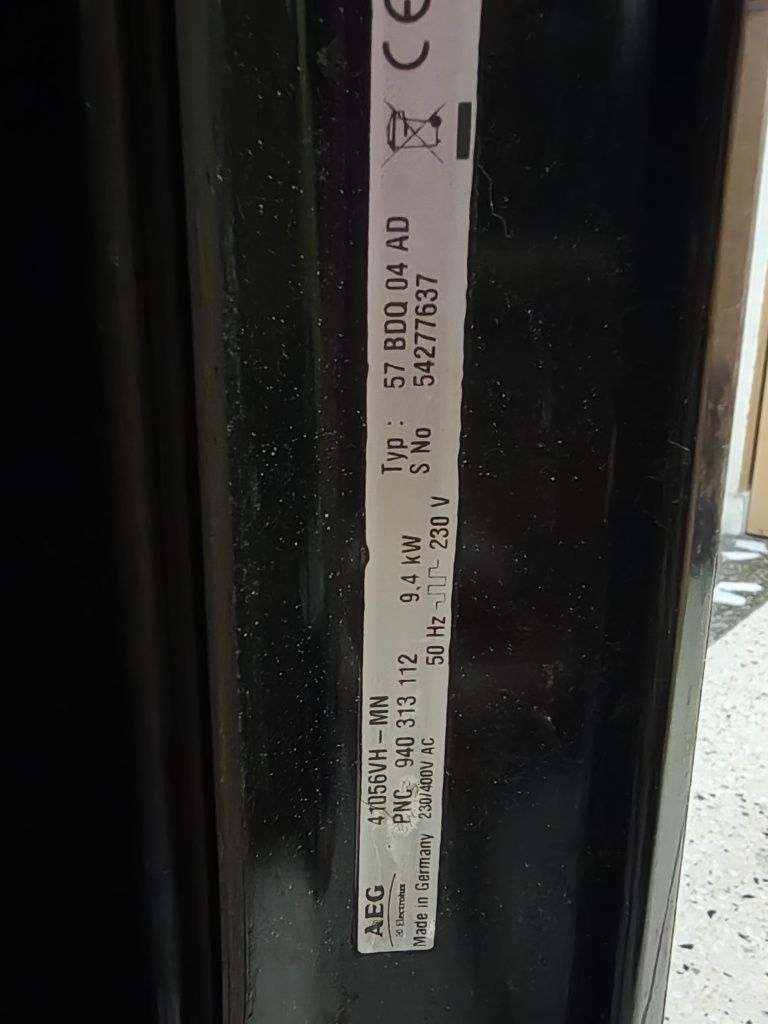 AEG
Electrolux
Made in Germany 230/400V AC
41056VH-MN
PNC 940 313 112
9,4 kW
50 Hz 230 V
Typ : 57 BDQ 04 AD
S No 54277637
CE